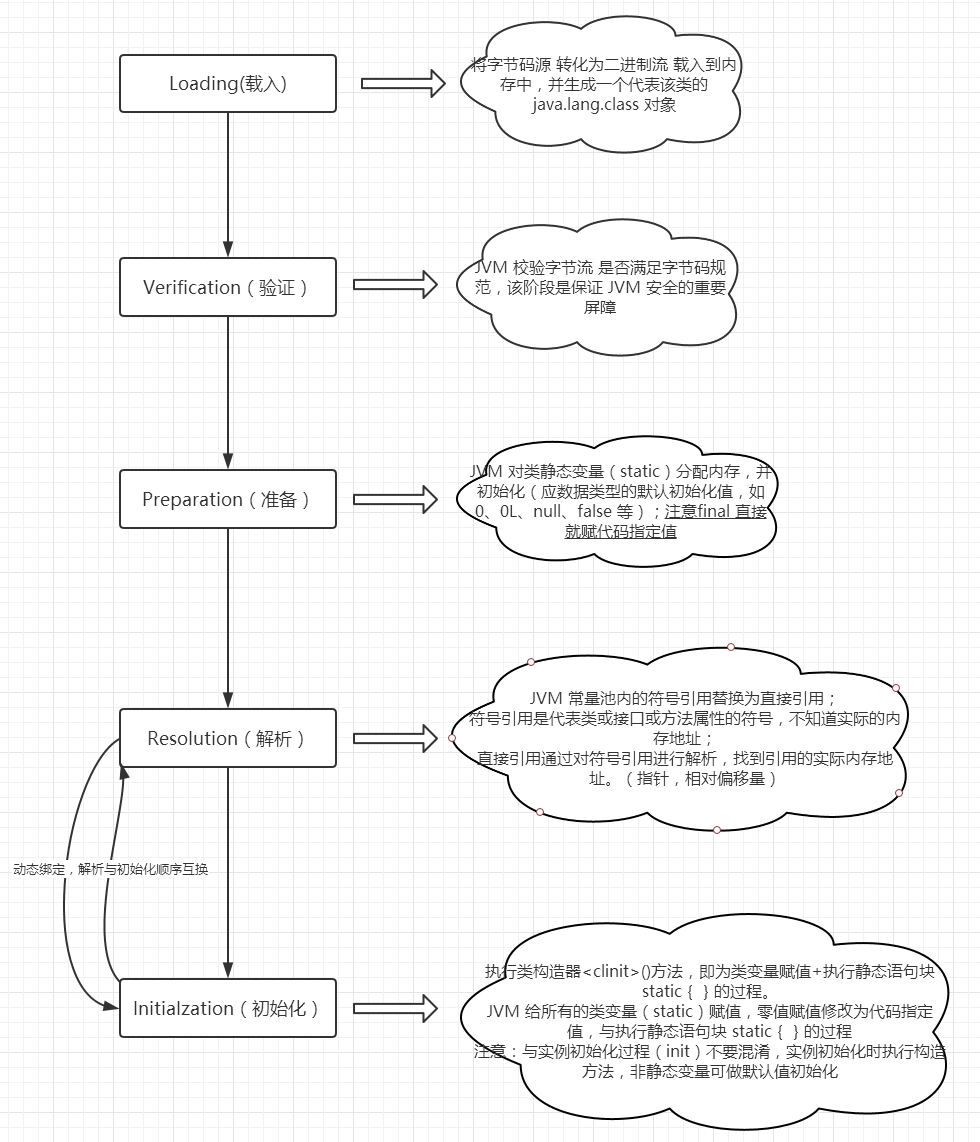 Loading(载入)
将字节码源 转化为二进制流 载入到内
存中，并生成一个代表该类的
java.lang.class 对象
Verification（验证）
JVM 校验字节流 是否满足字节码规
范，该阶段是保证 JVM 安全的重要
屏障
Preparation（准备）
JVM 对类静态变量（static）分配内存，并
初始化（应数据类型的默认初始化值，如
0、0L、null、false 等）；注意final 直接
就赋代码指定值
Resolution（解析）
JVM 常量池内的符号引用替换为直接引用；
符号引用是代表类或接口或方法属性的符号，不知道实际的内
存地址；
直接引用通过对符号引用进行解析，找到引用的实际内存地
址。（指针，相对偏移量）
动态绑定，解析与初始化顺序互换
Initialzation（初始化）
执行类构造器<clinit>()方法，即为类变量赋值+执行静态语句块
static { } 的过程。
JVM 给所有的类变量（static）赋值，零值赋值修改为代码指定
值，与执行静态语句块 static { } 的过程
注意：与实例初始化过程（init）不要混淆，实例初始化时执行构造
方法，非静态变量可做默认值初始化